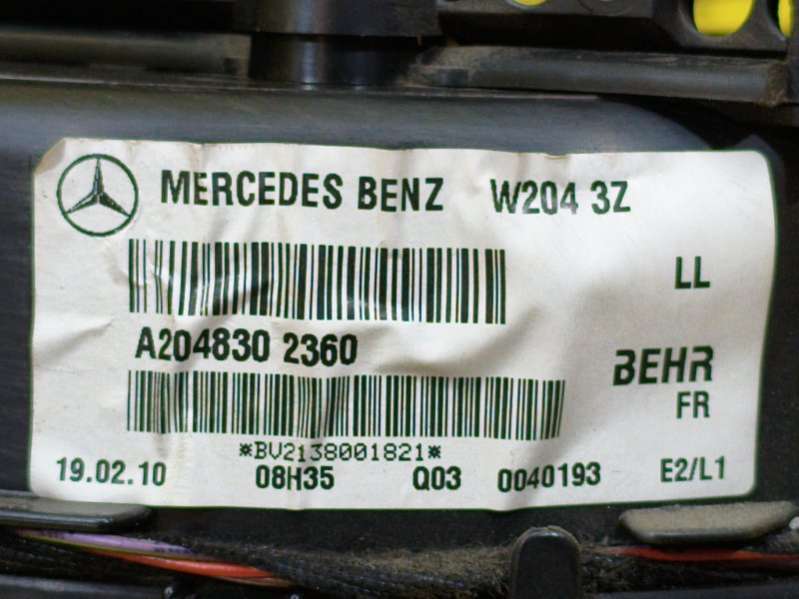 MERCEDES BENZ W204 3Z
LL
A204830 2360
BEHR
FR
*BV2138001821*
19.02.10 08H35 Q03 0040193 E2/L1